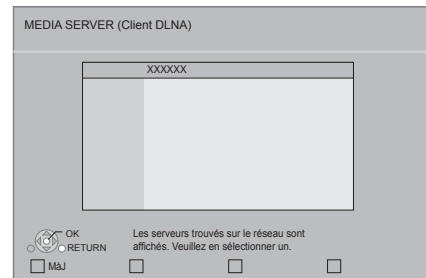 MEDIA SERVER (Client DLNA)
XXXXXX
OK
RETURN
Les serveurs trouvés sur le réseau sont
affichés. Veuillez en sélectionner un.
MàJ